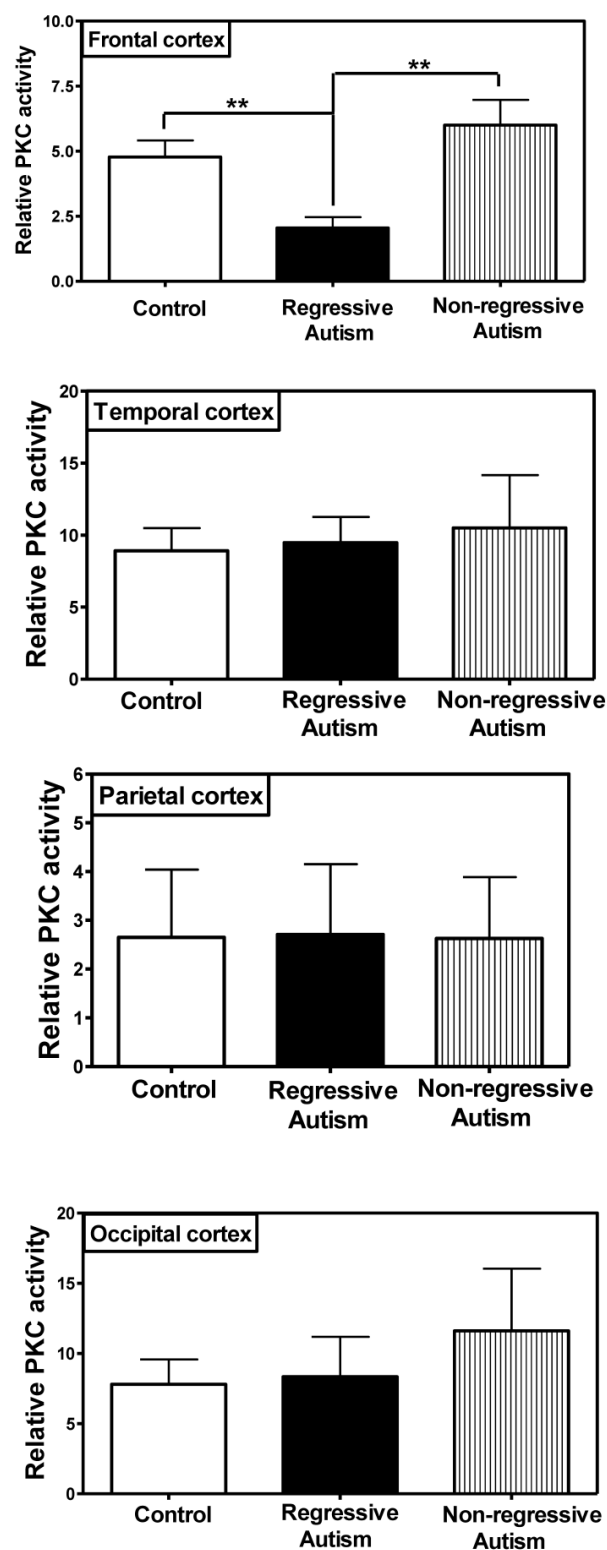 Frontal cortex
Relative PKC activity
10.0
7.5
5.0
2.5
0.0
**
**
Control
Regressive
Autism
Non-regressive
Autism
Temporal cortex
Relative PKC activity
20
15
10
5
0
Control
Regressive
Autism
Non-regressive
Autism
Parietal cortex
Relative PKC activity
6
5
4
3
2
1
0
Control
Regressive
Autism
Non-regressive
Autism
Occipital cortex
Relative PKC activity
20
15
10
5
0
Control
Regressive
Autism
Non-regressive
Autism